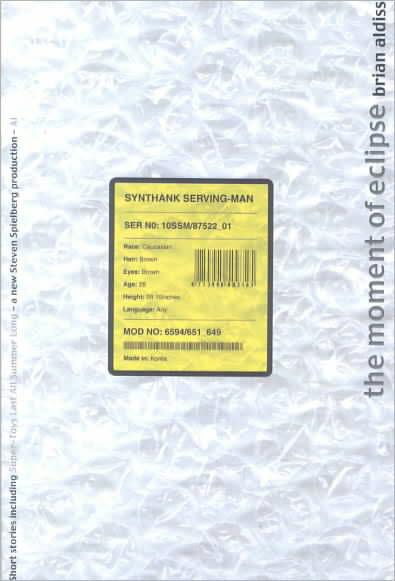 the moment of eclipse brian aldiss
Short stories including Super-Toys Last All Summer Long – a new Steven Spielberg production – AI
SYNTHANK SERVING-MAN
SER N0: 10SSM/87522_01
Race: Caucasian
Hair: Brown
Eyes: Brown
Age: 28
Height:
Language: Any
MOD NO: 6594/651_649
Made in: Korea